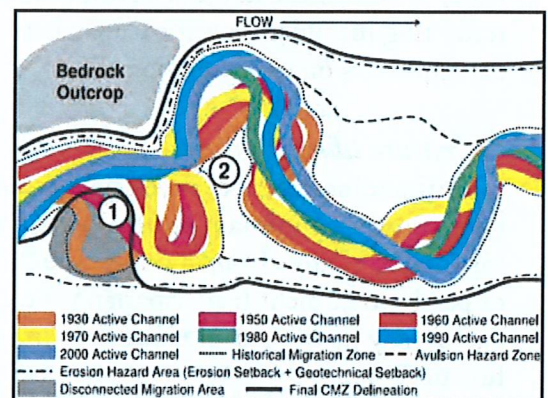 FLOW
Bedrock
Outcrop
2
1
1930 Active Channel 1950 Active Channel 1960 Active Channel
1970 Active Channel 1980 Active Channel 1990 Active Channel
2000 Active Channel Historical Migration Zone Avulsion Hazard Zone
Erosion Hazard Area (Erosion Setback + Geotechnical Setback)
Disconnected Migration Area Final CMZ Delineation